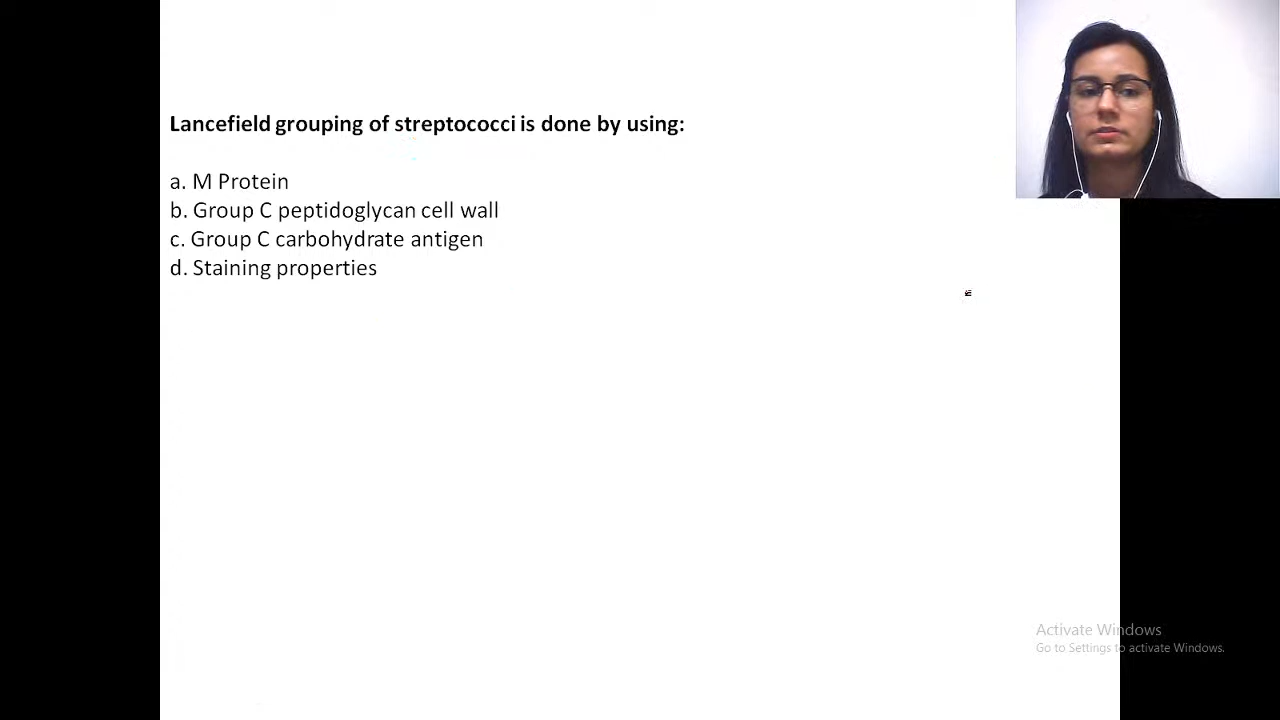 Lancefield grouping of streptococci is done by using:
a. M Protein
b. Group C peptidoglycan cell wall
c. Group C carbohydrate antigen
d. Staining properties
Activate Windows
Go to Settings to activate Windows.